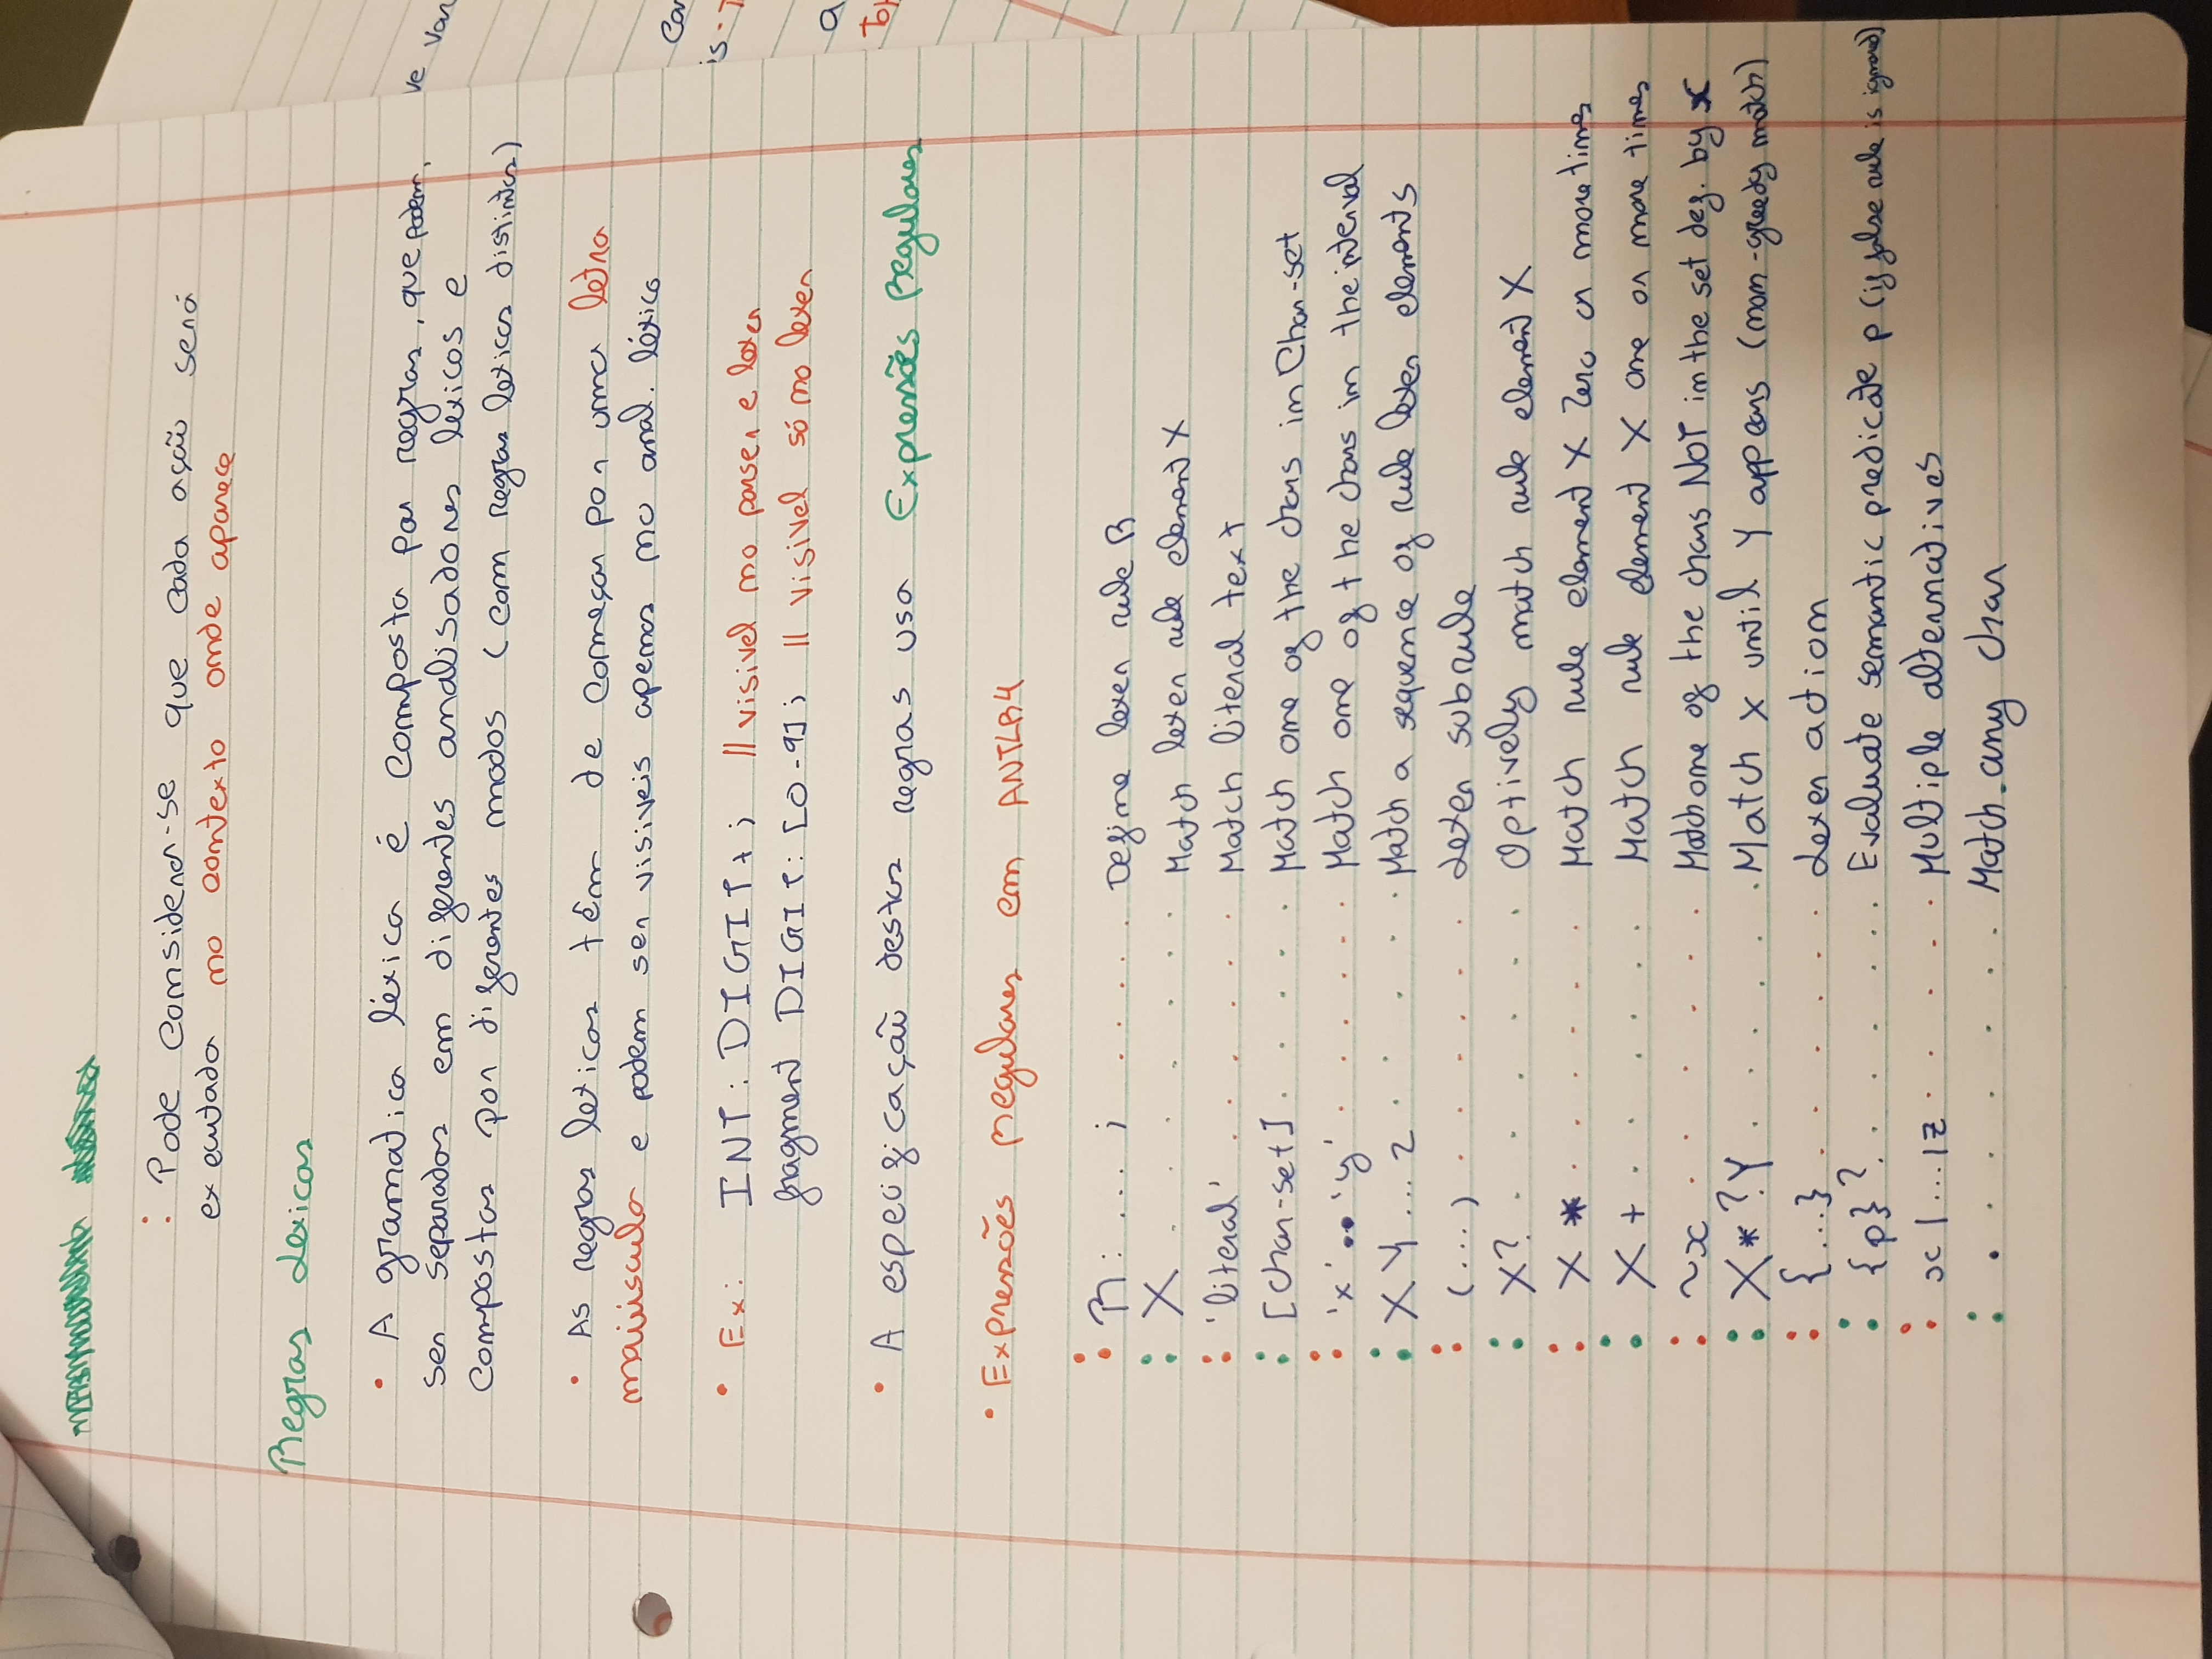 : Pode considerar-se que cada ação será
executada no contexto onde aparece
Regras Lexicas
• A gramatica léxica é composta por regras, que podem,
ser separados em diferentes analisadores lexicos e
compostas por diferentes modos (com regras lexicas distintas)
• As regras lexicas têm de começar por uma letra
maiúscula e podem ser visiveis apenas no anal. léxico
• Ex: INT: DIGIT+; // visivel no parser e lexer
fragment DIGIT: [0-9]; // visivel só no lexer
• A especificação destas regras usa Expressões Regulares
• Expressões Regulares em ANTLR4
: R: ... ; ..... Define lexer rule R
: X ....... Match lexer rule element X
: 'literal' ..... Match literal text
: [char-set] ..... Match one of the chars in Char-set
: 'x'..'y' ...... Match one of the chars in the interval
: X Y ... Z ..... Match a sequence of rule lexer elements
: (...) ...... Lexer subrule
: X? ...... Optively match rule element X
: X * ...... Match rule element X zero or more times
: X + ...... Match rule element X one or more times
: ~x ...... Match one of the chars NOT in the set def. by x
: X*?Y ...... Match X until Y appears (non-greedy match)
: {...} ...... Lexer action
: {p}? ....... Evaluate semantic predicate p (if false rule is ignored)
: x |...|z ..... Multiple alternatives
: . ...... Match any char
ve van
Ca
is.
a
To